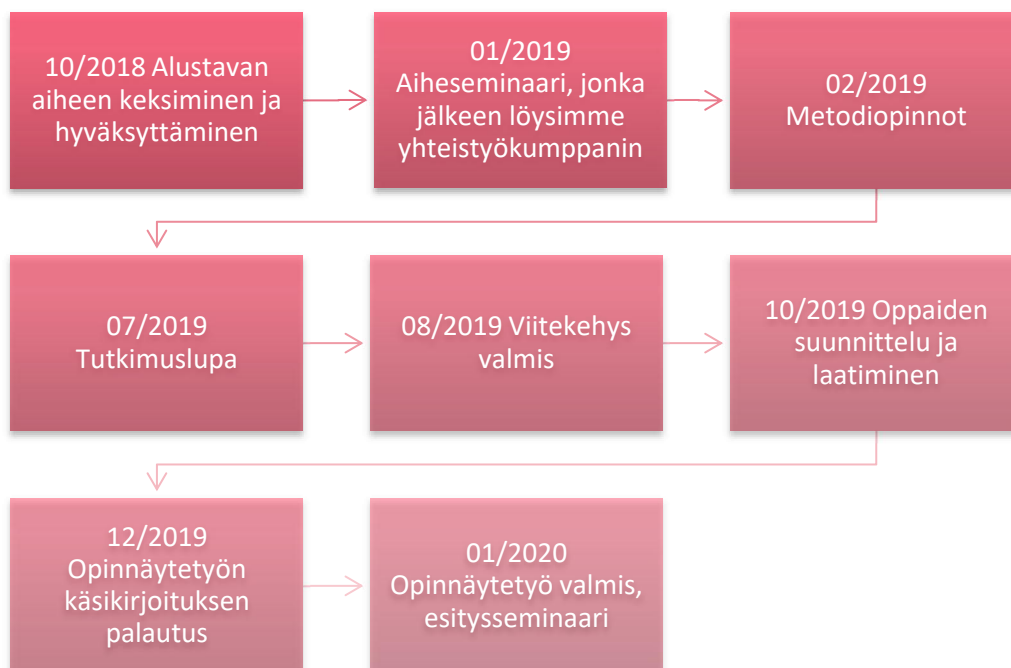 10/2018 Alustavan
aiheen keksiminen ja
hyväksyttäminen
01/2019
Aiheseminaari, jonka
jälkeen löysimme
yhteistyökumppanin
02/2019
Metodiopinnot
07/2019
Tutkimuslupa
08/2019 Viitekehys
valmis
10/2019 Oppaiden
suunnittelu ja
laatiminen
12/2019
Opinnäytetyön
käsikirjoituksen
palautus
01/2020
Opinnäytetyö valmis,
esitysseminaari